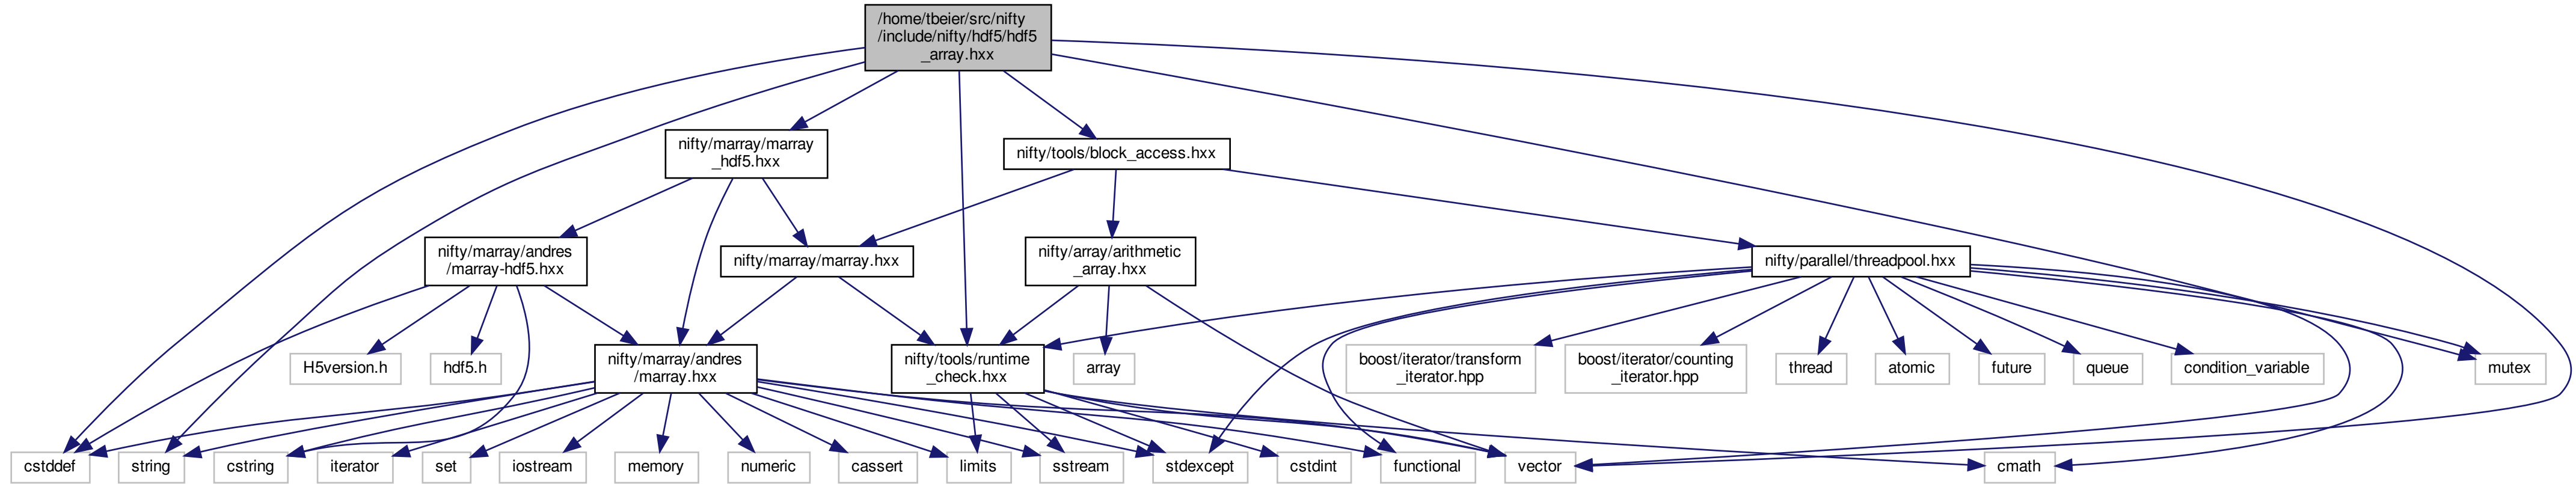 /home/tbeier/src/nifty
/include/nifty/hdf5/hdf5
_array.hxx
nifty/marray/marray
_hdf5.hxx
nifty/tools/block_access.hxx
nifty/marray/andres
/marray-hdf5.hxx
nifty/marray/marray.hxx
nifty/array/arithmetic
_array.hxx
nifty/parallel/threadpool.hxx
H5version.h
hdf5.h
nifty/marray/andres
/marray.hxx
nifty/tools/runtime
_check.hxx
array
boost/iterator/transform
_iterator.hpp
boost/iterator/counting
_iterator.hpp
thread
atomic
future
queue
condition_variable
mutex
cstddef
string
cstring
iterator
set
iostream
memory
numeric
cassert
limits
sstream
stdexcept
cstdint
functional
vector
cmath